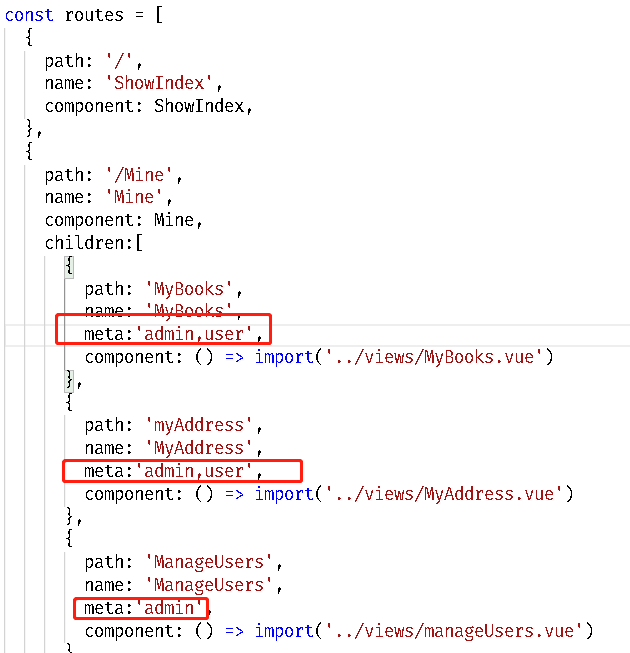 const routes = [
{
path: '/',
name: 'ShowIndex',
component: ShowIndex,
},
{
path: '/Mine',
name: 'Mine',
component: Mine,
children:[
{
path: 'MyBooks',
name: 'MyBooks',
meta:'admin,user',
component: () => import('../views/MyBooks.vue')
},
{
path: 'myAddress',
name: 'MyAddress',
meta:'admin,user',
component: () => import('../views/MyAddress.vue')
},
{
path: 'ManageUsers',
name: 'ManageUsers',
meta:'admin',
component: () => import('../views/manageUsers.vue')